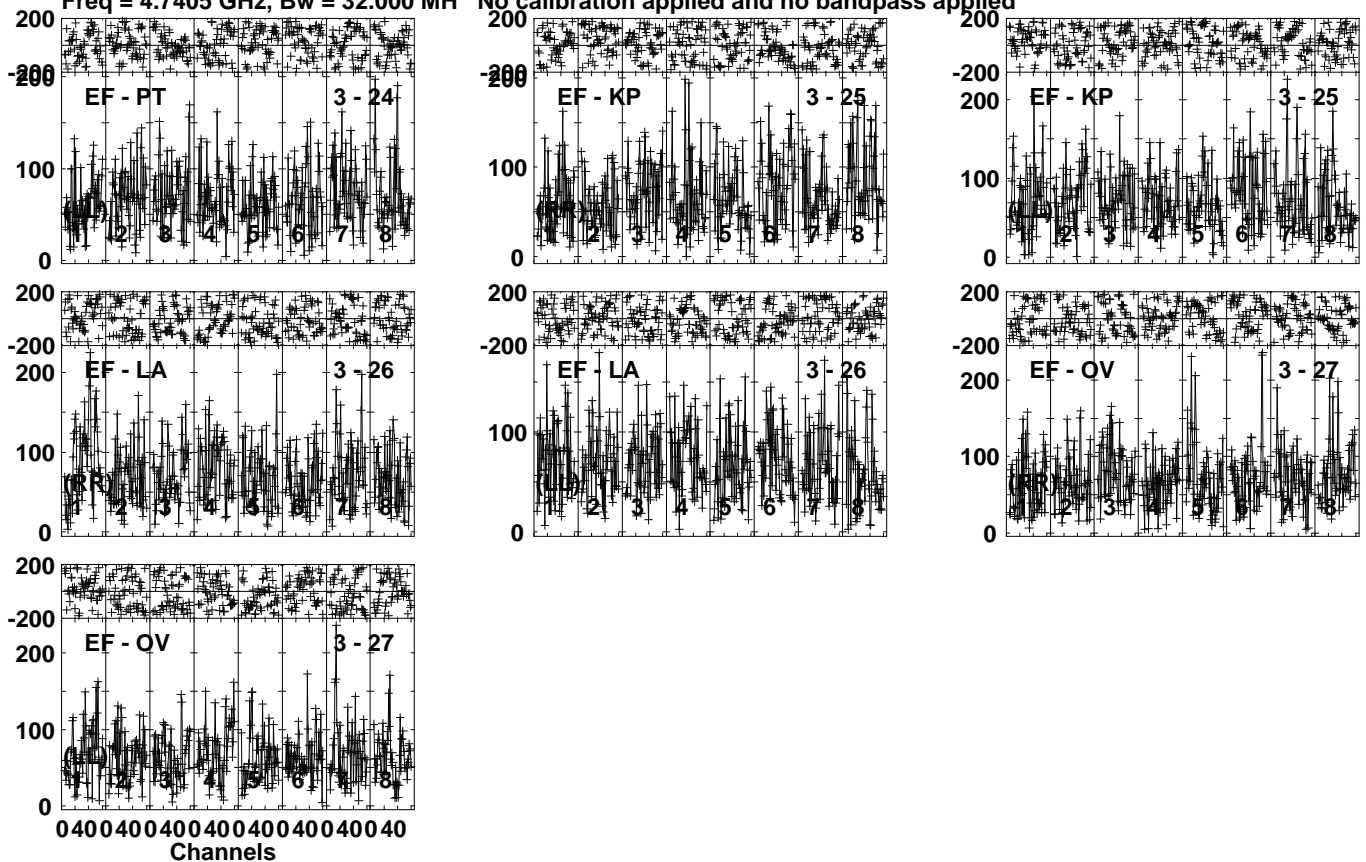 Freq = 4.7405 GHz, Bw = 32.000 MH No calibration applied and no bandpass applied
200
-200
200
EF - PT 3 - 24
100
(LL)
1 2 3 4 5 6 7 8
0
200
-200
200
EF - KP 3 - 25
100
(RR)
1 2 3 4 5 6 7 8
0
200
-200
200
EF - KP 3 - 25
100
(LL)
1 2 3 4 5 6 7 8
0
200
-200
200
EF - LA 3 - 26
100
(RR)
1 2 3 4 5 6 7 8
0
200
-200
EF - LA 3 - 26
100
(LL)
1 2 3 4 5 6 7 8
0
200
-200
200
EF - OV 3 - 27
100
(RR)
1 2 3 4 5 6 7 8
0
200
-200
200
EF - OV 3 - 27
100
(LL)
1 2 3 4 5 6 7 8
0
0 40 0 40 0 40 0 40 0 40 0 40 0 40 0 40
Channels